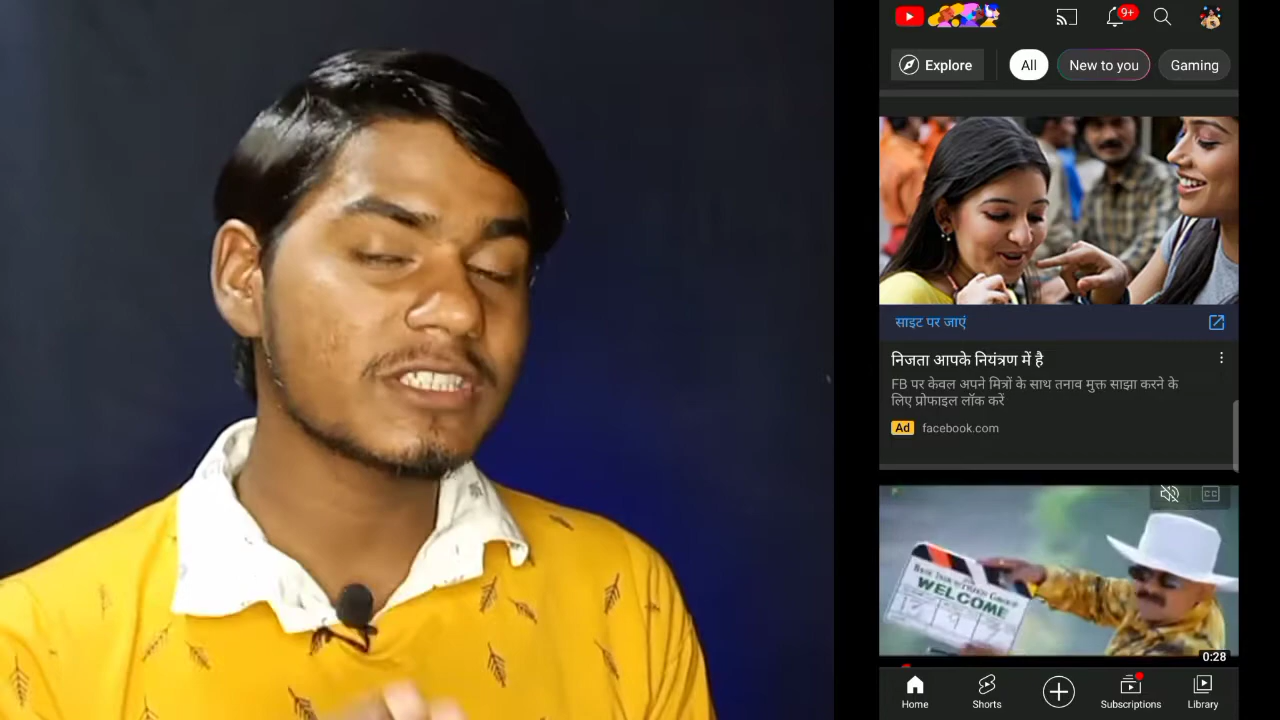 9+
Explore
All
New to you
Gaming
साइट पर जाएं
निजता आपके नियंत्रण में है
FB पर केवल अपने मित्रों के साथ तनाव मुक्त साझा करने के
लिए प्रोफाइल लॉक करें
Ad facebook.com
CC
WELCOME
0:28
Home
Shorts
Subscriptions
Library